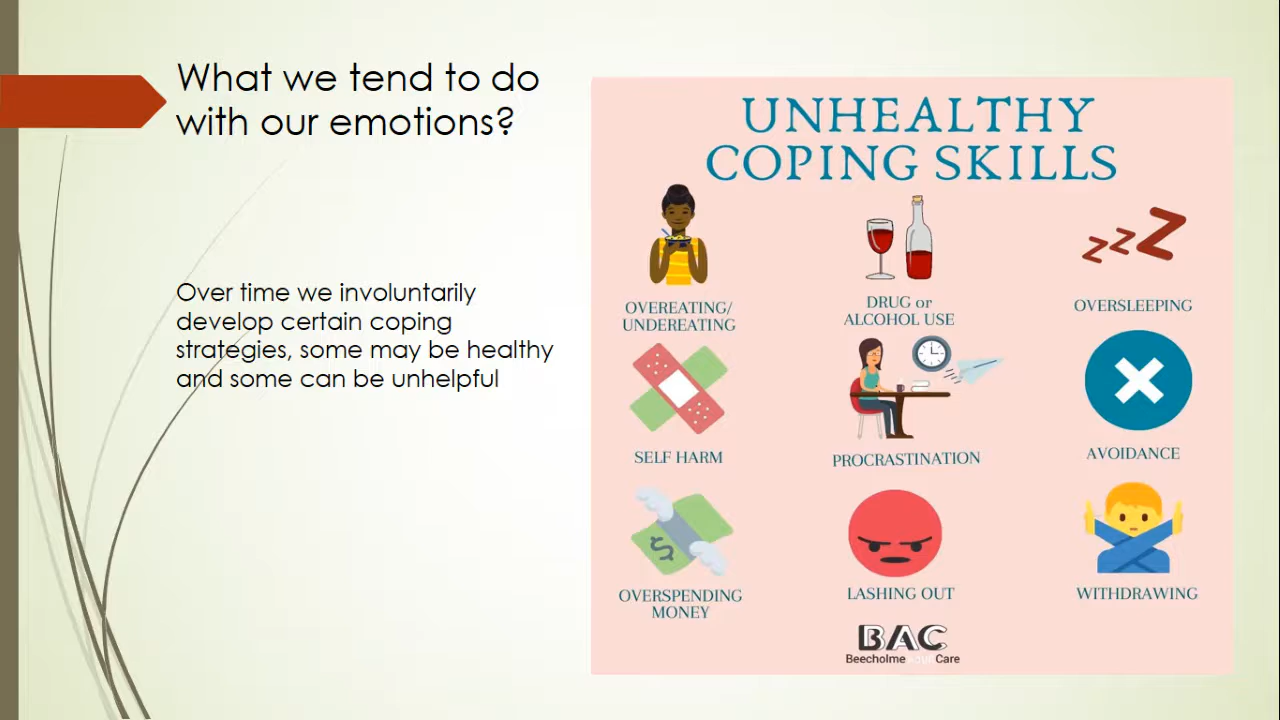 What we tend to do
with our emotions?
Over time we involuntarily
develop certain coping
strategies, some may be healthy
and some can be unhelpful
UNHEALTHY
COPING SKILLS
OVEREATING/
UNDEREATING
DRUG or
ALCOHOL USE
OVERSLEEPING
SELF HARM
PROCRASTINATION
AVOIDANCE
OVERSPENDING
MONEY
LASHING OUT
WITHDRAWING
BAC
Beecholme Care